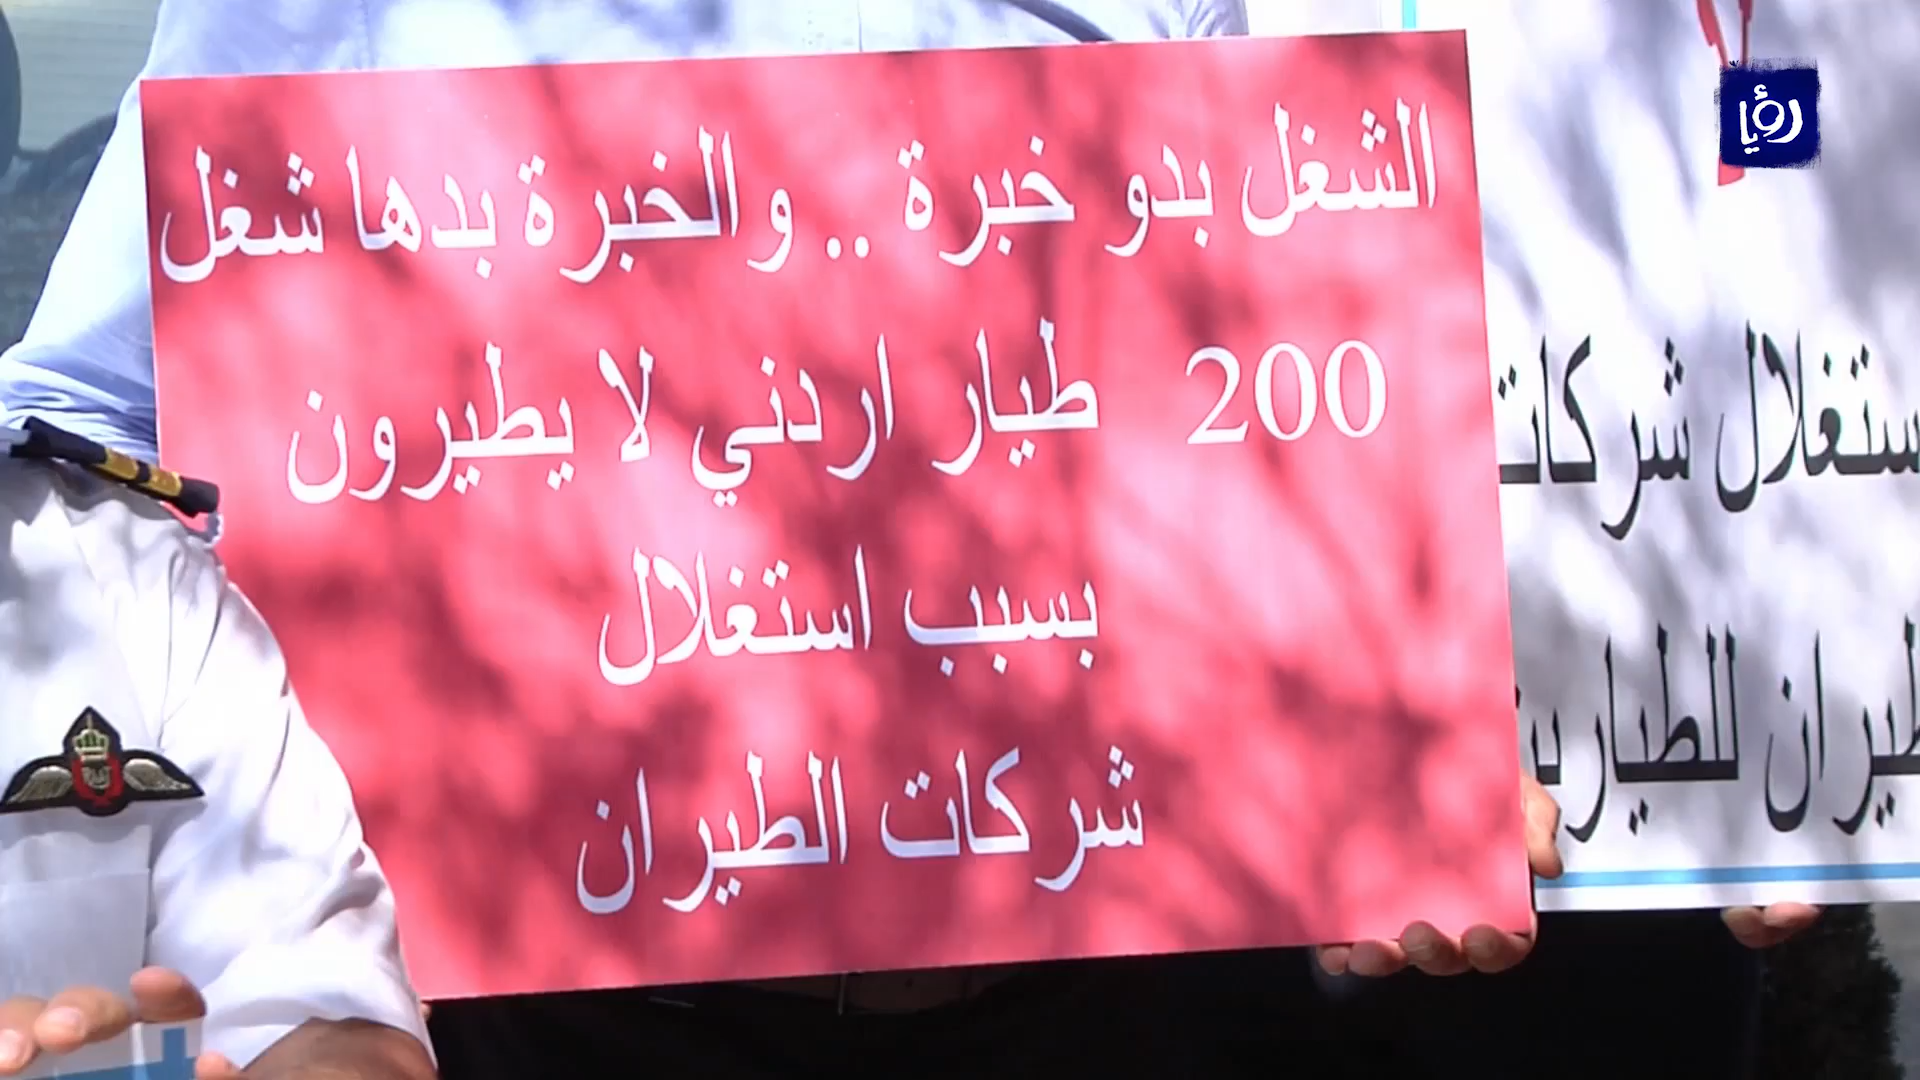 رؤيا
الشغل بدو خبرة .. والخبرة بدها شغل
200 طيار اردني لا يطيرون
بسبب استغلال
شركات الطيران
ستغلال شركات
طيران للطيارين